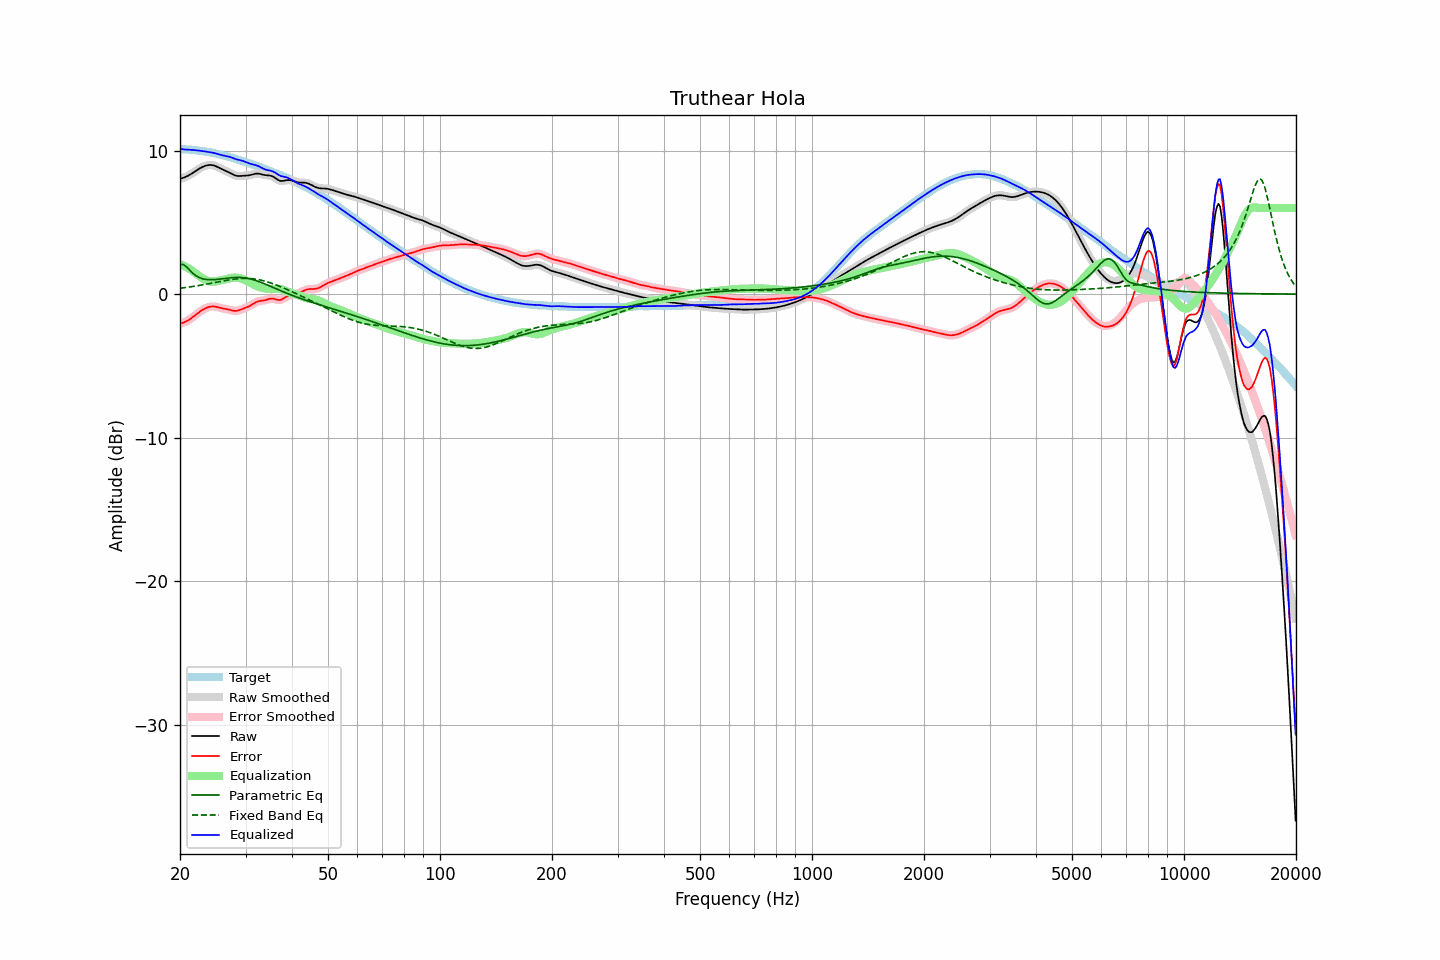 Truthear Hola
10
0
−10
−20
−30
Amplitude (dBr)
20
50
100
200
500
1000
2000
5000
10000
20000
Frequency (Hz)
Target
Raw Smoothed
Error Smoothed
Raw
Error
Equalization
Parametric Eq
Fixed Band Eq
Equalized